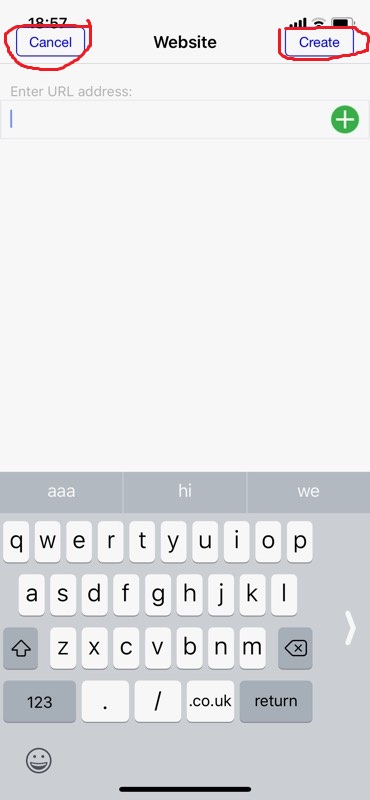 18:57
Cancel Website Create
Enter URL address:
aaa hi we
q w e r t y u i o p
a s d f g h j k l
z x c v b n m
123 . / .co.uk return